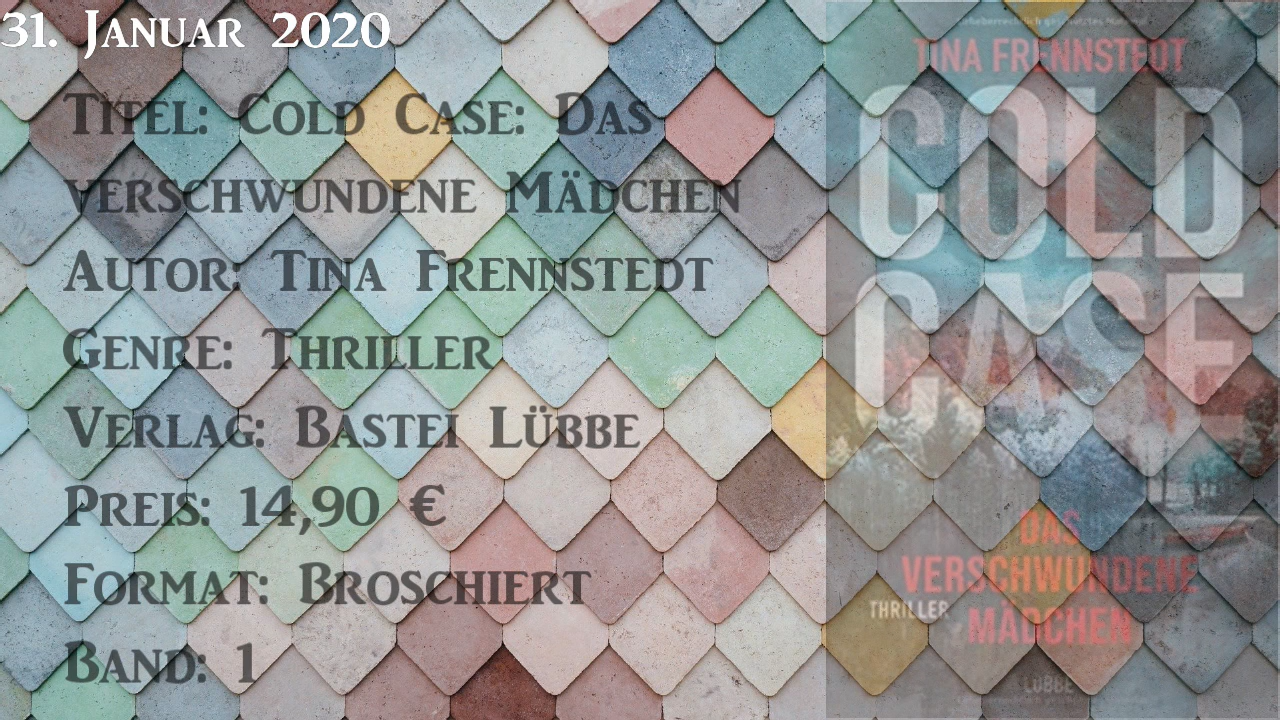 31. Januar 2020
Titel: Cold Case: Das
verschwundene Mädchen
Autor: Tina Frennstedt
Genre: Thriller
Verlag: Bastei Lübbe
Preis: 14,90 €
Format: Broschiert
Band: 1
TINA FRENNSTEDT
COLD
CASE
DAS
VERSCHWUNDENE
THRILLER
MÄDCHEN
LÜBBE